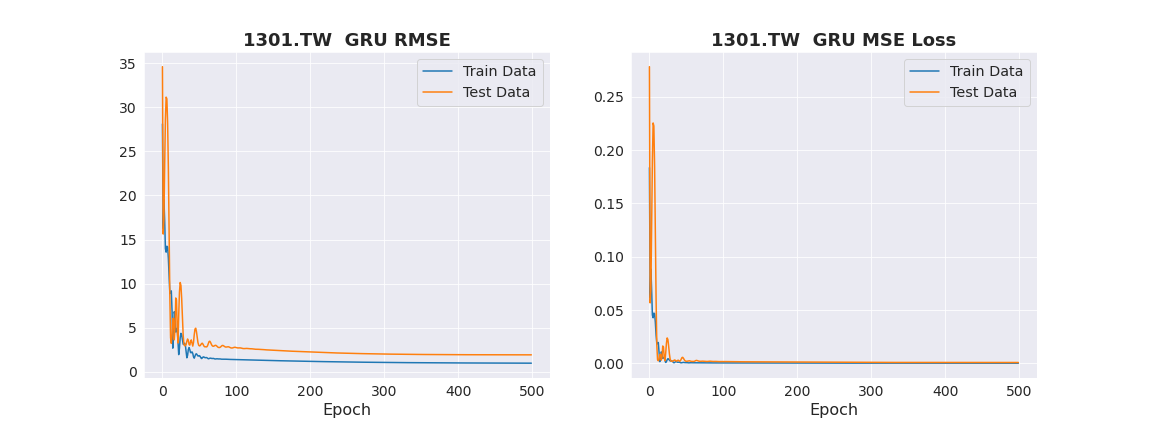 1301.TW  GRU RMSE
35
30
25
20
15
10
5
0
Train Data
Test Data
0 100 200 300 400 500
Epoch
1301.TW  GRU MSE Loss
0.25
0.20
0.15
0.10
0.05
0.00
Train Data
Test Data
0 100 200 300 400 500
Epoch